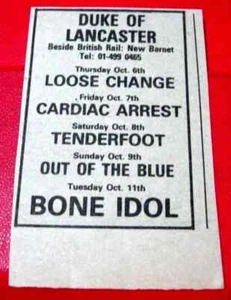 DUKE OF
LANCASTER
Beside British Rail: New Barnet
Tel: 01-499 0465
Thursday Oct. 6th
LOOSE CHANGE
Friday Oct. 7th
CARDIAC ARREST
Saturday Oct. 8th
TENDERFOOT
Sunday Oct. 9th
OUT OF THE BLUE
Tuesday Oct. 11th
BONE IDOL